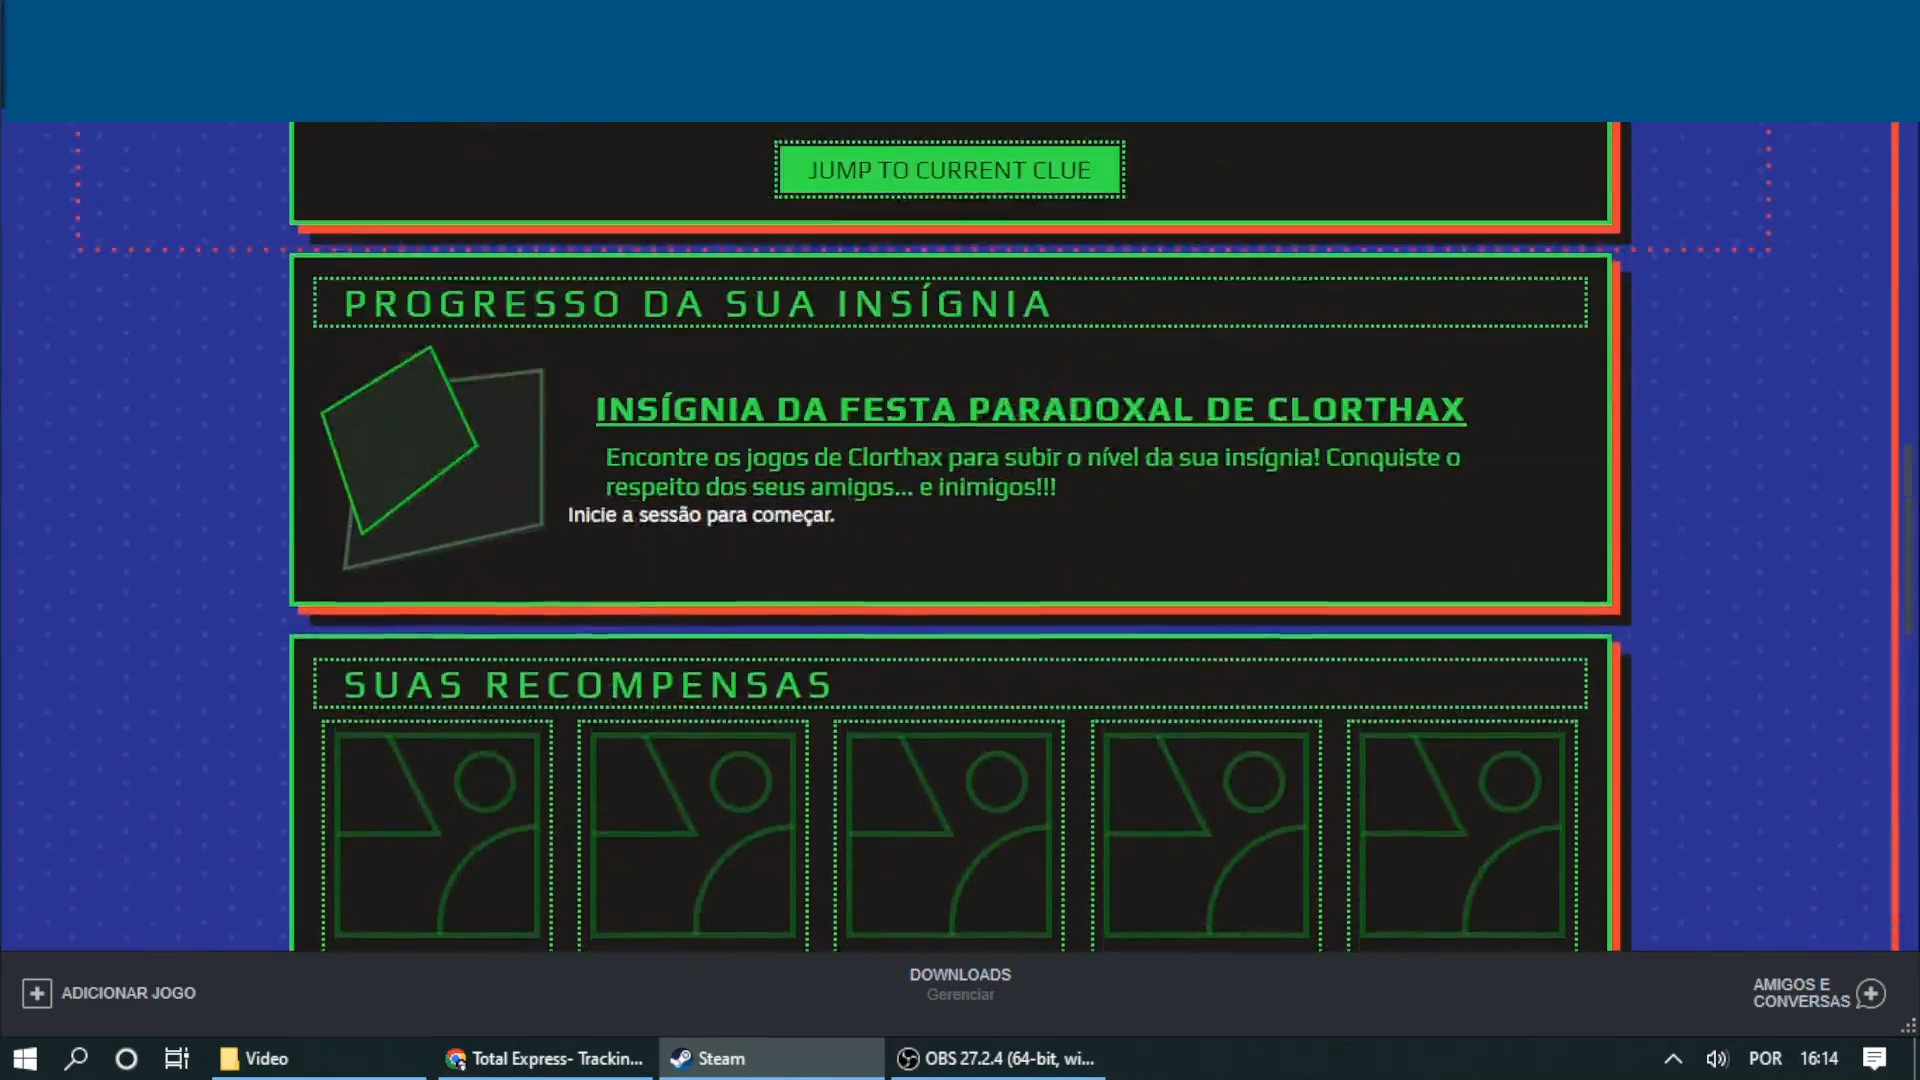 JUMP TO CURRENT CLUE
PROGRESSO DA SUA INSÍGNIA
INSÍGNIA DA FESTA PARADOXAL DE CLORTHAX
Encontre os jogos de Clorthax para subir o nível da sua insígnia! Conquiste o
respeito dos seus amigos... e inimigos!!!
Inicie a sessão para começar.
SUAS RECOMPENSAS
ADICIONAR JOGO
DOWNLOADS
Gerenciar
AMIGOS E
CONVERSAS
Video
Total Express- Trackin...
Steam
OBS 27.2.4 (64-bit, wi...
POR
16:14